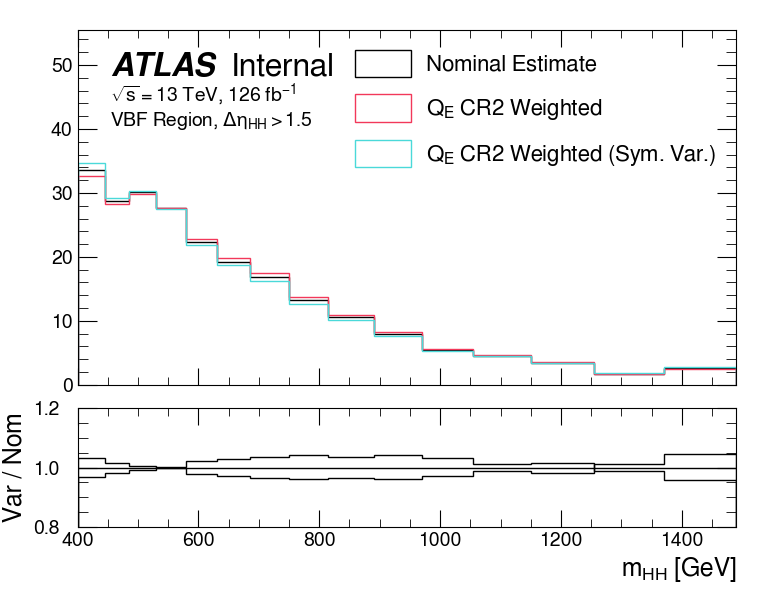 ATLAS Internal
√s = 13 TeV, 126 fb⁻¹
VBF Region, Δη_HH > 1.5
Nominal Estimate
Q_E CR2 Weighted
Q_E CR2 Weighted (Sym. Var.)
50
40
30
20
10
0
Var / Nom
1.2
1.0
0.8
400 600 800 1000 1200 1400
m_HH [GeV]